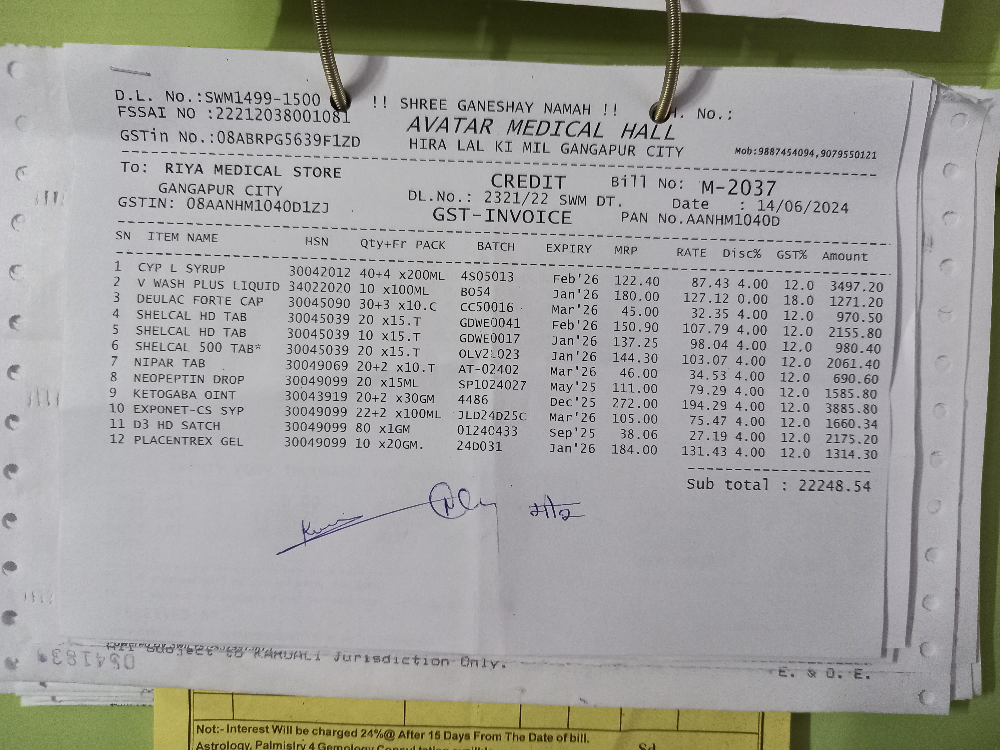 D.L. No.:SWM1499-1500 !! SHREE GANESHAY NAMAH !! H. No.:
FSSAI NO :22212038001081 AVATAR MEDICAL HALL
GSTin No.:08ABRPG5639F1ZD HIRA LAL KI MIL GANGAPUR CITY Mob:9887454094,9079550121
To: RIYA MEDICAL STORE CREDIT Bill No: M-2037
GANGAPUR CITY DL.No.: 2321/22 SWM DT. Date : 14/06/2024
GSTIN: 08AANHM1040D1ZJ GST-INVOICE PAN No.AANHM1040D
SN ITEM NAME HSN Qty+Fr PACK BATCH EXPIRY MRP RATE Disc% GST% Amount
1 CYP L SYRUP 30042012 40+4 x200ML 4S05013 Feb'26 122.40 87.43 4.00 12.0 3497.20
2 V WASH PLUS LIQUID 34022020 10 x100ML B054 Jan'26 180.00 127.12 0.00 18.0 1271.20
3 DEULAC FORTE CAP 30045090 30+3 x10.C CC50016 Mar'26 45.00 32.35 4.00 12.0 970.50
4 SHELCAL HD TAB 30045039 20 x15.T GDWE0041 Feb'26 150.90 107.79 4.00 12.0 2155.80
5 SHELCAL HD TAB 30045039 10 x15.T GDWE0017 Jan'26 137.25 98.04 4.00 12.0 980.40
6 SHELCAL 500 TAB* 30045039 20 x15.T OLV21023 Jan'26 144.30 103.07 4.00 12.0 2061.40
7 NIPAR TAB 30049069 20+2 x10.T AT-02402 Mar'26 46.00 34.53 4.00 12.0 690.60
8 NEOPEPTIN DROP 30049099 20 x15ML SP1024027 May'25 111.00 79.29 4.00 12.0 1585.80
9 KETOGABA OINT 30043919 20+2 x30GM 4486 Dec'25 272.00 194.29 4.00 12.0 3885.80
10 EXPONET-CS SYP 30049099 22+2 x100ML JLD24D25C Mar'26 105.00 75.47 4.00 12.0 1660.34
11 D3 HD SATCH 30049099 80 x1GM 01240433 Sep'25 38.06 27.19 4.00 12.0 2175.20
12 PLACENTREX GEL 30049099 10 x20GM. 24D031 Jan'26 184.00 131.43 4.00 12.0 1314.30
Sub total : 22248.54
All Subject to KARUALI Jurisdiction Only.
E. & O. E.
Not:- Interest Will be charged 24%@ After 15 Days From The Date of bill.
Astrology, Palmistry 4 Gemology